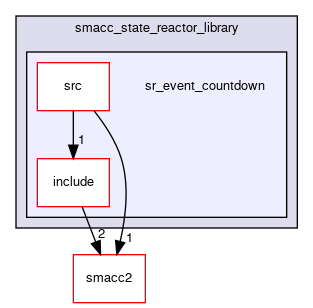 smacc_state_reactor_library
src
sr_event_countdown
1
include
2
1
smacc2